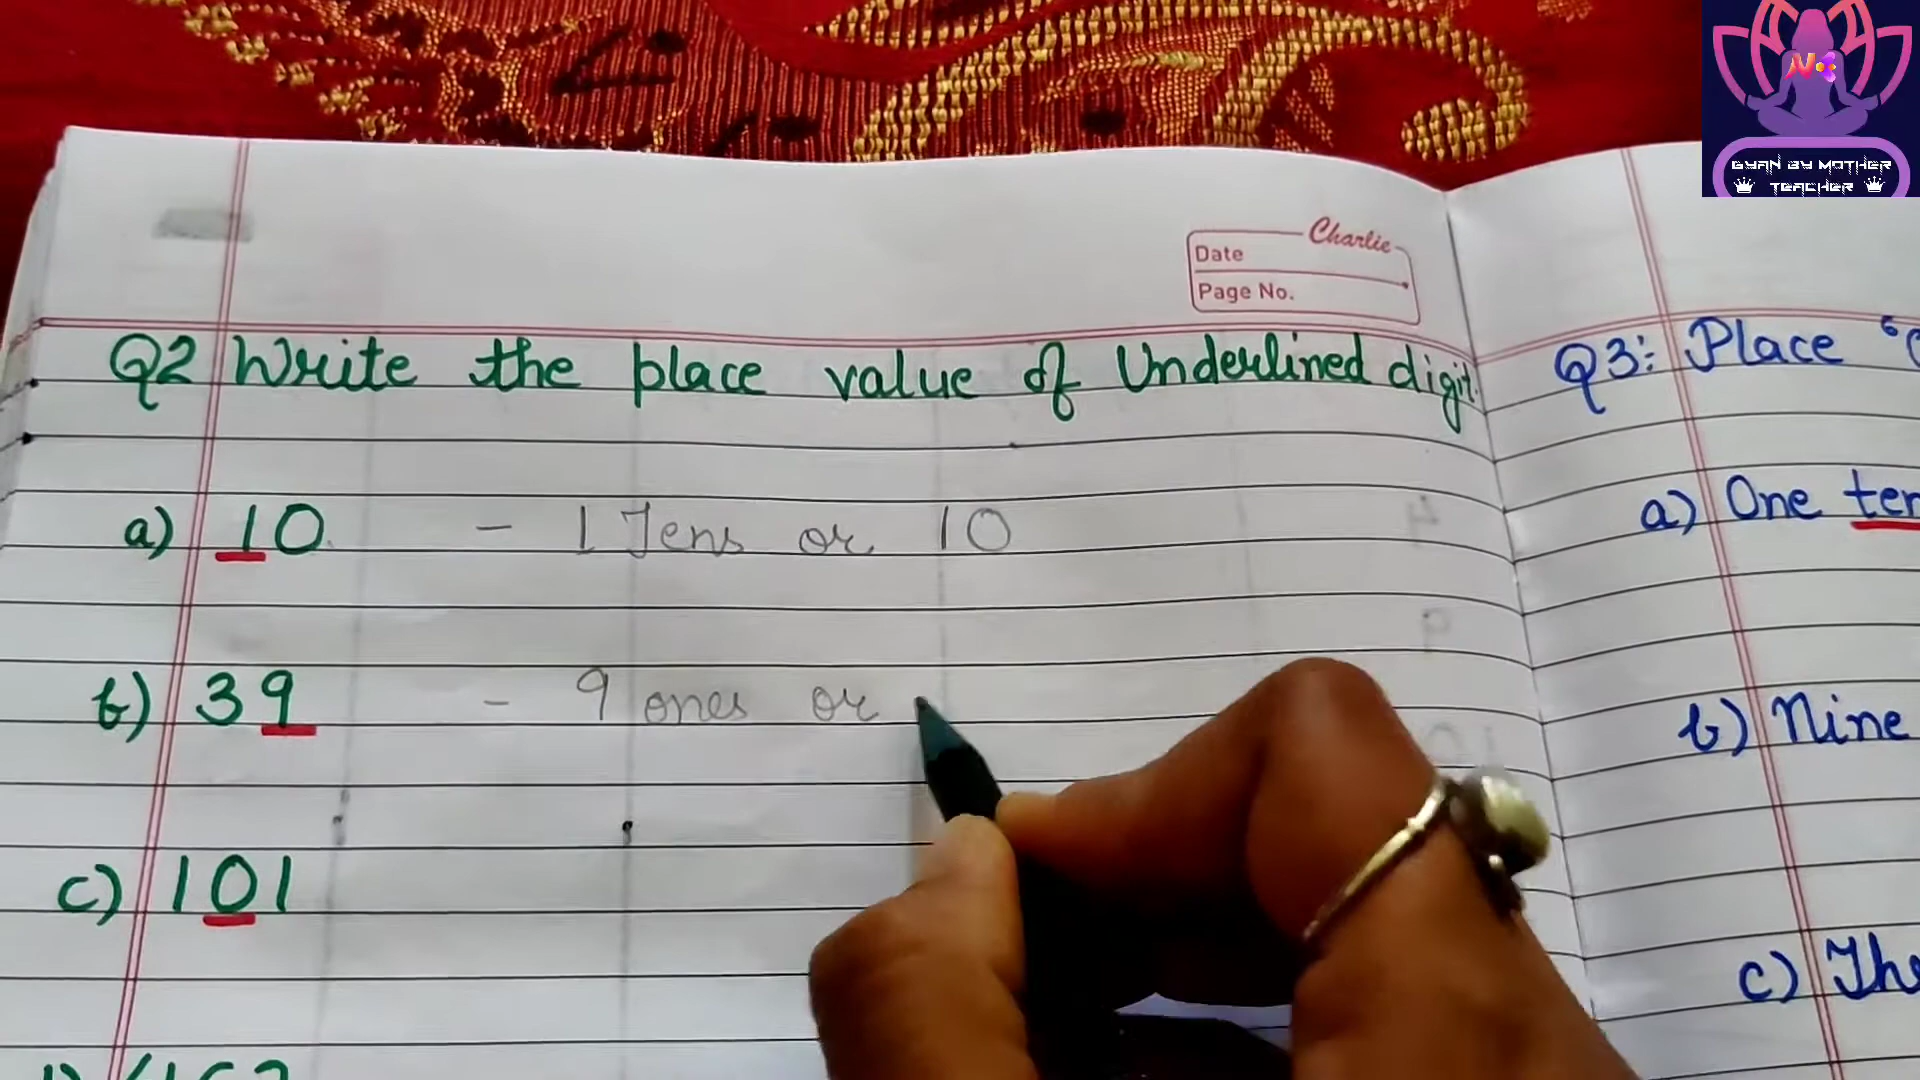 GYAN BY MOTHER
TEACHER
Charlie
Date
Page No.
Q2 Write the place value of Underlined digit.
a) 10 - 1 Tens or 10
b) 39 - 9 ones or
c) 101
Q3: Place
a) One ten
b) Nine
c)